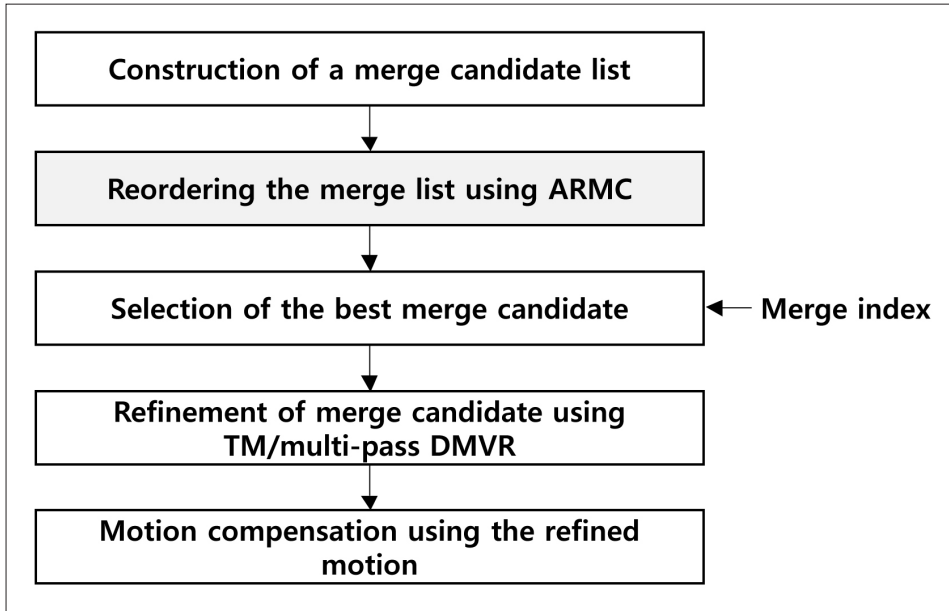 Construction of a merge candidate list
Reordering the merge list using ARMC
Selection of the best merge candidate
Merge index
Refinement of merge candidate using
TM/multi-pass DMVR
Motion compensation using the refined
motion